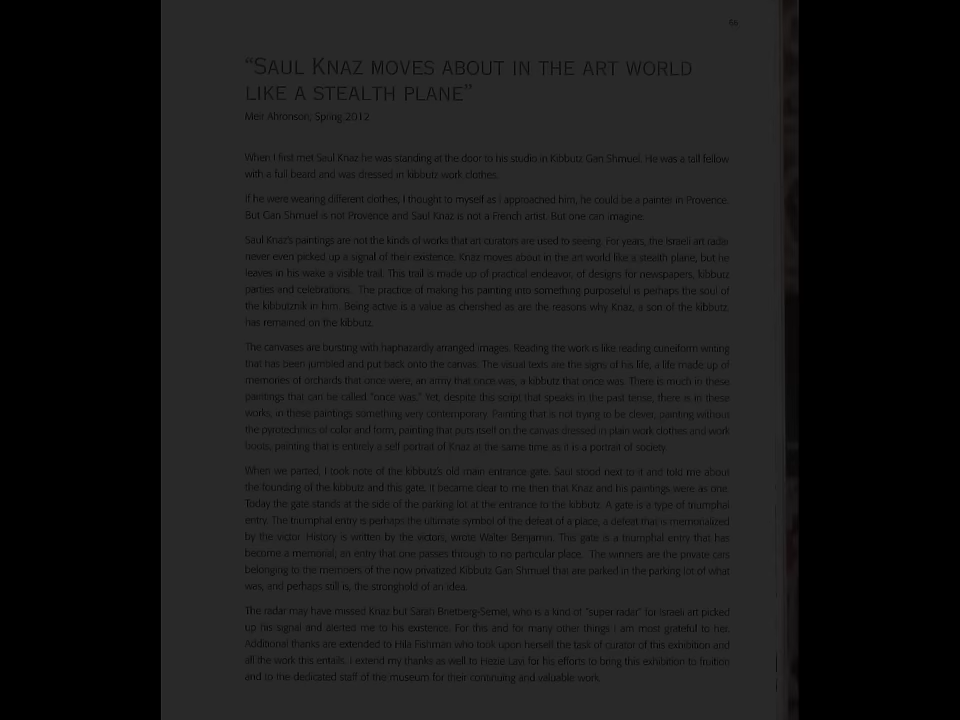 66
“SAUL KNAZ MOVES ABOUT IN THE ART WORLD
LIKE A STEALTH PLANE”
Meir Ahronson, Spring 2012
When I first met Saul Knaz he was standing at the door to his studio in Kibbutz Gan Shmuel. He was a tall fellow
with a full beard and was dressed in kibbutz work clothes.
If he were wearing different clothes, I thought to myself as I approached him, he could be a painter in Provence.
But Gan Shmuel is not Provence and Saul Knaz is not a French artist. But one can imagine.
Saul Knaz's paintings are not the kinds of works that art curators are used to seeing. For years, the Israeli art radar
never even picked up a signal of their existence. Knaz moves about in the art world like a stealth plane, but he
leaves in his wake a visible trail. This trail is made up of practical endeavor, of designs for newspapers, kibbutz
parties and celebrations. The practice of making his painting into something purposeful is perhaps the soul of
the kibbutznik in him. Being active is a value as cherished as are the reasons why Knaz, a son of the kibbutz,
has remained on the kibbutz.
The canvases are bursting with haphazardly arranged images. Reading the work is like reading cuneiform writing
that has been jumbled and put back onto the canvas. The visual texts are the signs of his life, a life made up of
memories of orchards that once were, an army that once was, a kibbutz that once was. There is much in these
paintings that can be called “once was.” Yet, despite this script that speaks in the past tense, there is in these
works, in these paintings something very contemporary. Painting that is not trying to be clever, painting without
the pyrotechnics of color and form, painting that puts itself on the canvas dressed in plain work clothes and work
boots, painting that is entirely a self portrait of Knaz at the same time as it is a portrait of society.
When we parted, I took note of the kibbutz's old main entrance-gate. Saul stood next to it and told me about
the founding of the kibbutz and this gate. It became clear to me then that Knaz and his paintings were as one.
Today the gate stands at the side of the parking lot at the entrance to the kibbutz. A gate is a type of triumphal
entry. The triumphal entry is perhaps the ultimate symbol of the defeat of a place, a defeat that is memorialized
by the victor. History is written by the victors, wrote Walter Benjamin. This gate is a triumphal entry that has
become a memorial, an entry that one passes through to no particular place. The winners are the private cars
belonging to the members of the now privatized Kibbutz Gan Shmuel that are parked in the parking lot of what
was, and perhaps still is, the stronghold of an idea.
The radar may have missed Knaz but Sarah Brietberg-Semel, who is a kind of “super radar” for Israeli art picked
up his signal and alerted me to his existence. For this and for many other things I am most grateful to her.
Additional thanks are extended to Hila Fishman who took upon herself the task of curator of this exhibition and
all the work this entails. I extend my thanks as well to Hezie Lavi for his efforts to bring this exhibition to fruition
and to the dedicated staff of the museum for their continuing and valuable work.